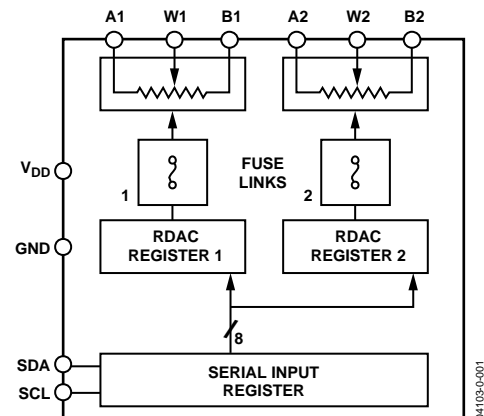 A1 W1 B1 A2 W2 B2
V_DD
1 FUSE LINKS 2
GND
RDAC REGISTER 1
RDAC REGISTER 2
8
SDA
SCL
SERIAL INPUT REGISTER
04103-0-001